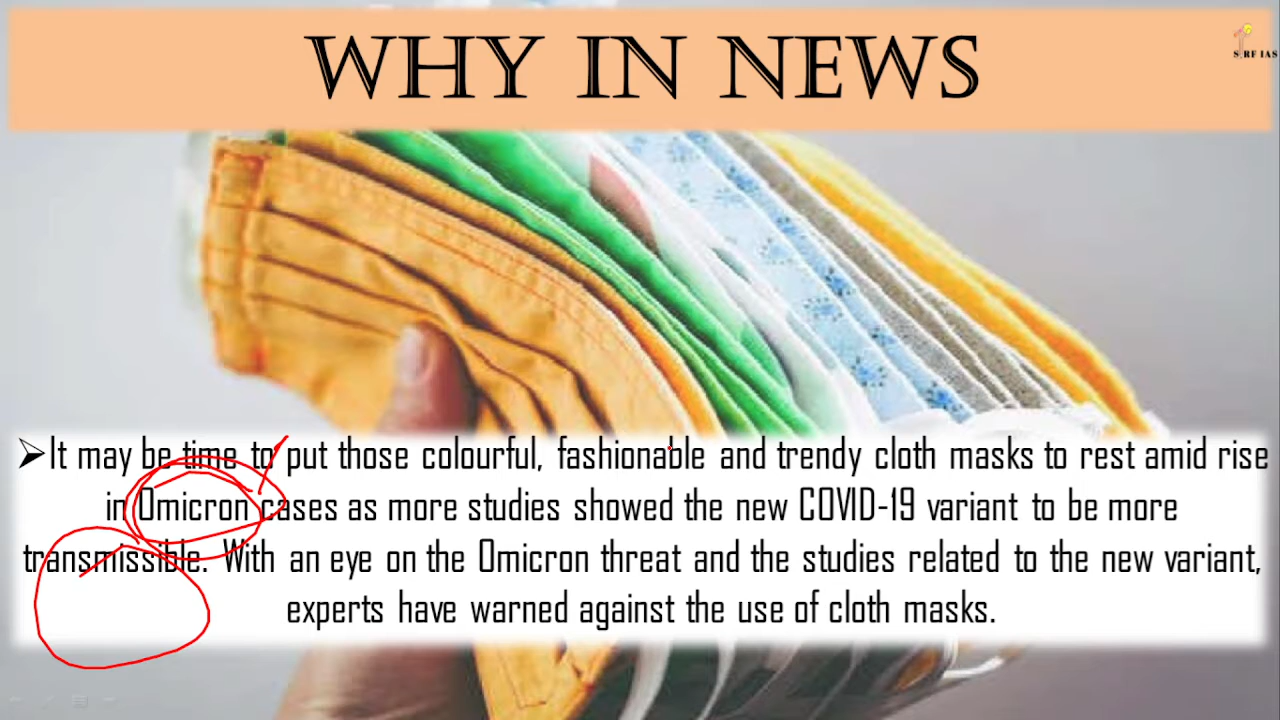 WHY IN NEWS
SIRF IAS
➤It may be time to put those colourful, fashionable and trendy cloth masks to rest amid rise
in Omicron cases as more studies showed the new COVID-19 variant to be more
transmissible. With an eye on the Omicron threat and the studies related to the new variant,
experts have warned against the use of cloth masks.